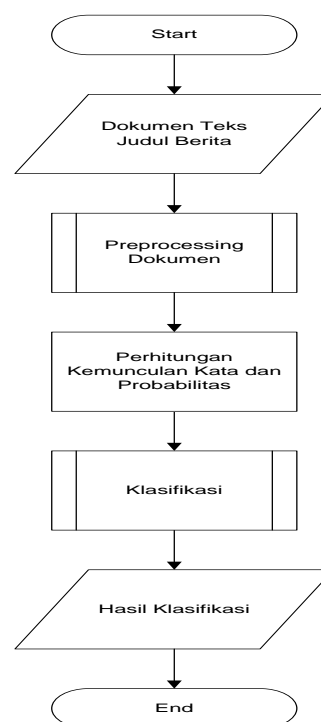 Start
Dokumen Teks
Judul Berita
Preprocessing
Dokumen
Perhitungan
Kemunculan Kata dan
Probabilitas
Klasifikasi
Hasil Klasifikasi
End